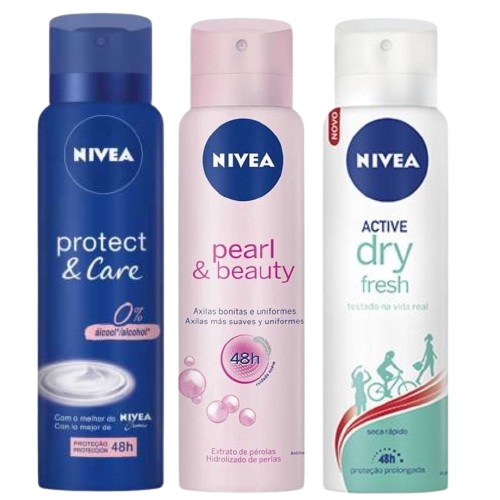 NIVEA
protect
& Care
0%
álcool*/alcohol*
Com o melhor do NIVEA
Con lo mejor de Creme
PROTEÇÃO
PROTECCIÓN 48h
NIVEA
pearl
& beauty
Axilas bonitas e uniformes
Axilas más suaves y uniformes
48h
Extrato de pérolas
Hidrolizado de perlas
NOVO
NIVEA
ACTIVE
dry
fresh
testado na vida real
seca rápido
48h
proteção prolongada